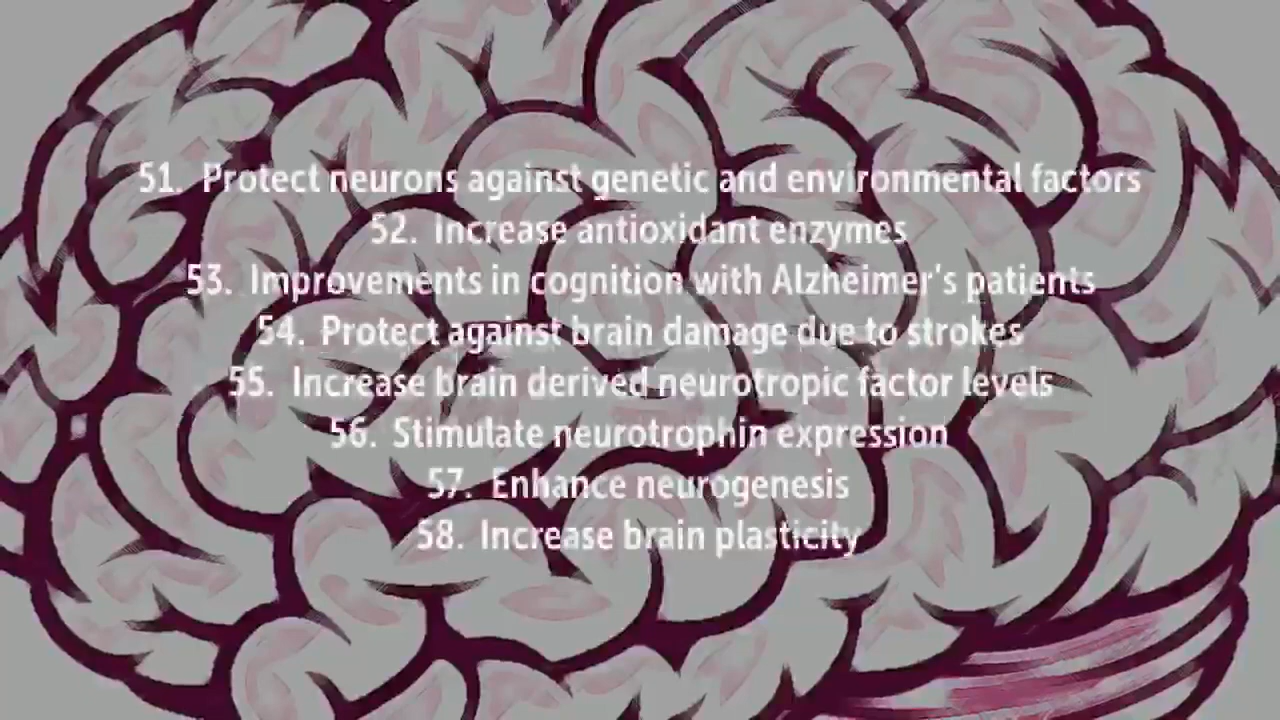 51. Protect neurons against genetic and environmental factors
52. Increase antioxidant enzymes
53. Improvements in cognition with Alzheimer's patients
54. Protect against brain damage due to strokes
55. Increase brain derived neurotropic factor levels
56. Stimulate neurotrophin expression
57. Enhance neurogenesis
58. Increase brain plasticity